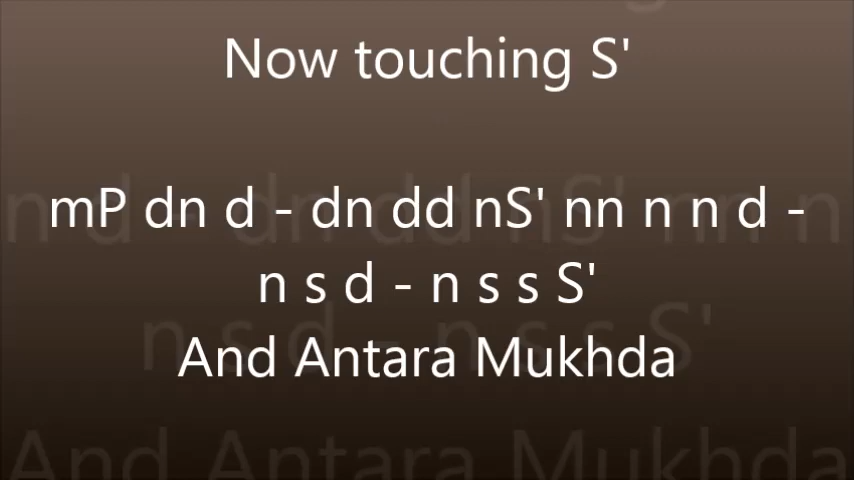 Now touching S'
mP dn d - dn dd nS' nn n n d -
n s d - n s s S'
And Antara Mukhda